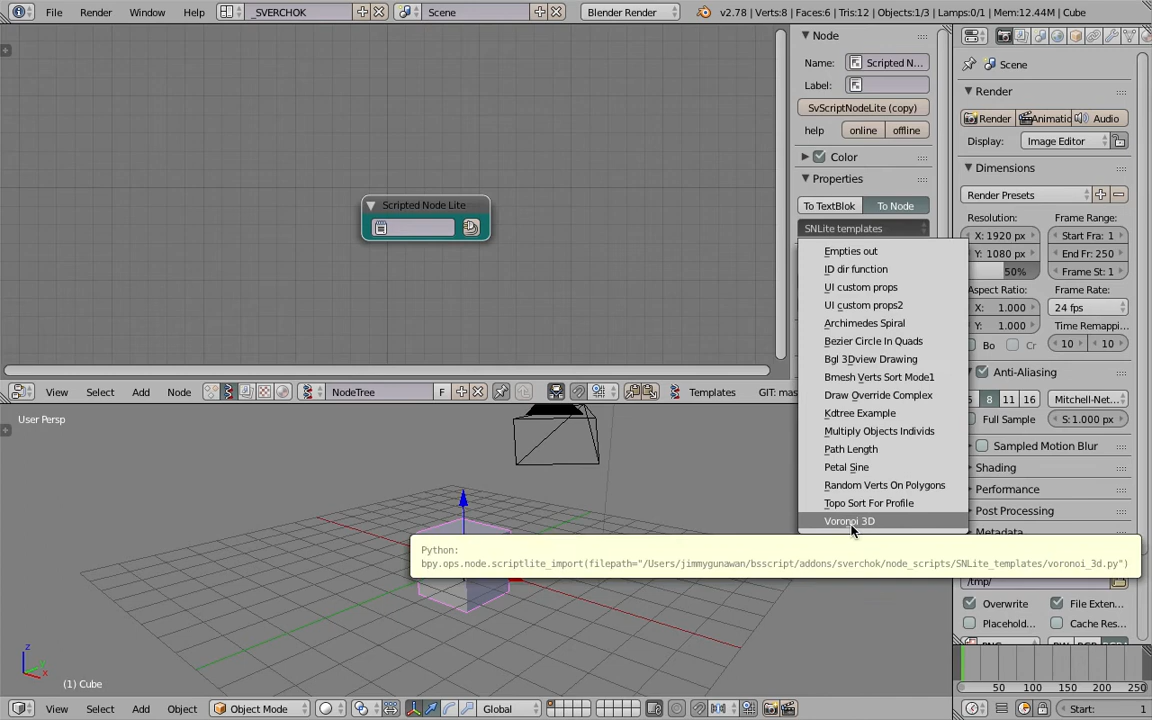 File Render Window Help _SVERCHOK Scene Blender Render v2.78 | Verts:8 | Faces:6 | Tris:12 | Objects:1/3 | Lamps:0/1 | Mem:12.44M | Cube
Scripted Node Lite
Node
Name: Scripted N...
Label:
SvScriptNodeLite (copy)
help online offline
Color
Properties
To TextBlok To Node
SNLite templates
Empties out
ID dir function
UI custom props
UI custom props2
Archimedes Spiral
Bezier Circle In Quads
Bgl 3Dview Drawing
Bmesh Verts Sort Mode1
Draw Override Complex
Kdtree Example
Multiply Objects Individs
Path Length
Petal Sine
Random Verts On Polygons
Topo Sort For Profile
Voronoi 3D
Python:
bpy.ops.node.scriptlite_import(filepath="/Users/jimmygunawan/bsscript/addons/sverchok/node_scripts/SNLite_templates/voronoi_3d.py")
Scene
Render
Render Animatic Audio
Display: Image Editor
Dimensions
Render Presets
Resolution: Frame Range:
X: 1920 px Start Fra: 1
Y: 1080 px End Fr: 250
50% Frame St: 1
Aspect Ratio: Frame Rate:
X: 1.000 24 fps
Y: 1.000 Time Remappi...
Bo Cr 10 10
Anti-Aliasing
8 11 16 Mitchell-Net...
Full Sample S: 1.000 px
Sampled Motion Blur
Shading
Performance
Post Processing
Metadata
/tmp/
Overwrite File Exten...
Placehold... Cache Res...
View Select Add Node NodeTree F Templates GIT: mas
User Persp
(1) Cube
z
x
View Select Add Object Object Mode Global
50 100 150 200 250
Start: 1